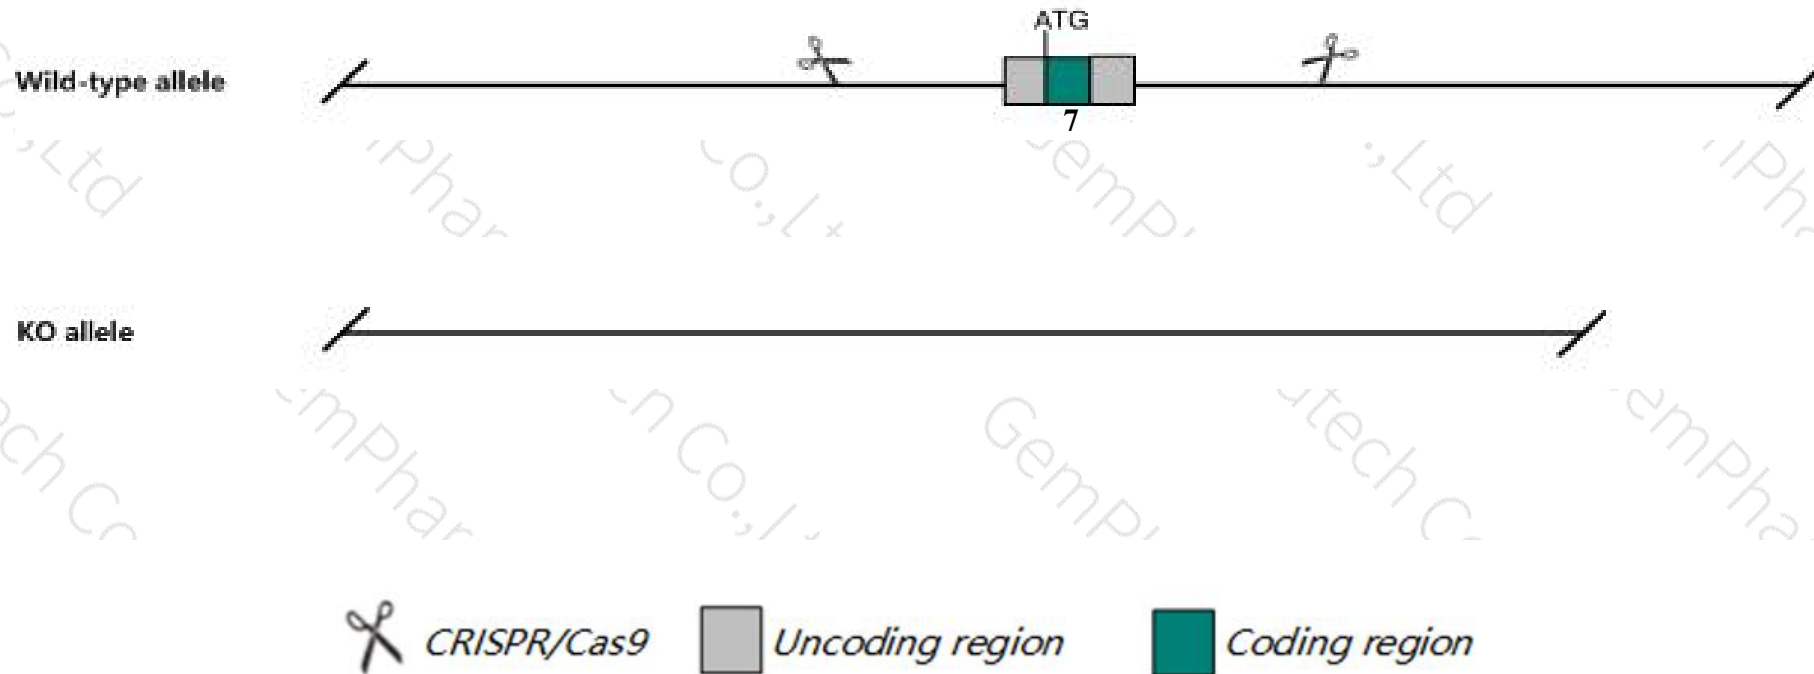 ATG
Wild-type allele
7
KO allele
CRISPR/Cas9
Uncoding region
Coding region